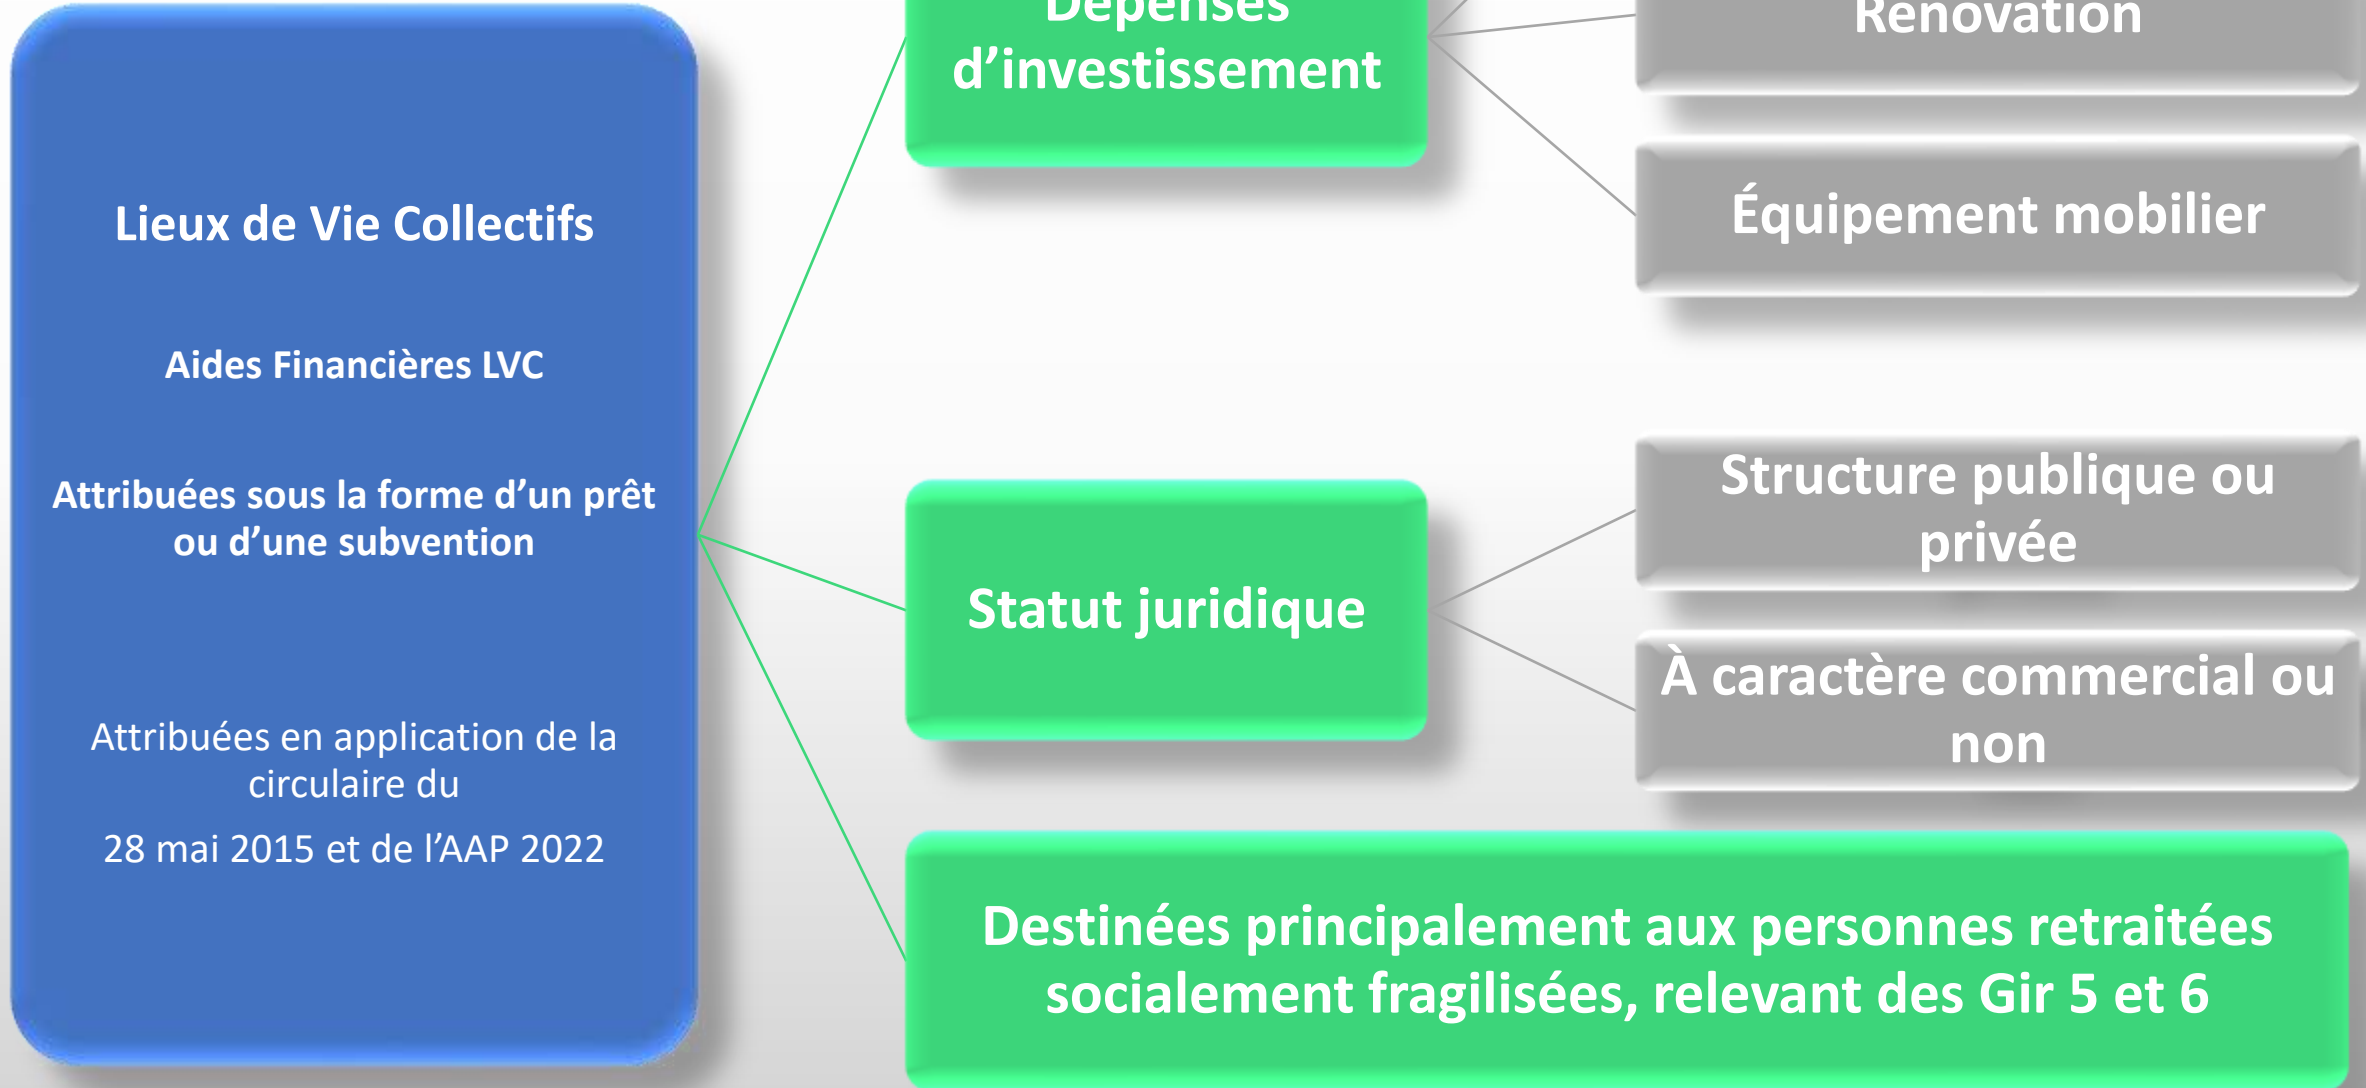 Lieux de Vie Collectifs
Aides Financières LVC
Attribuées sous la forme d’un prêt
ou d’une subvention
Attribuées en application de la
circulaire du
28 mai 2015 et de l’AAP 2022
Dépenses
d’investissement
Rénovation
Équipement mobilier
Statut juridique
Structure publique ou
privée
À caractère commercial ou
non
Destinées principalement aux personnes retraitées
socialement fragilisées, relevant des Gir 5 et 6